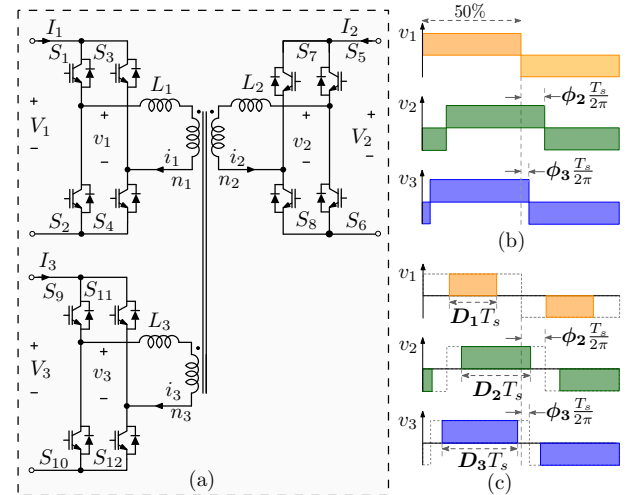 I₁
S₁
S₃
L₁
V₁
v₁
i₁
n₁
S₂
S₄
I₂
S₇
S₅
L₂
v₂
V₂
i₂
n₂
S₈
S₆
I₃
S₉
S₁₁
L₃
V₃
v₃
i₃
n₃
S₁₀
S₁₂
(a)
50%
v₁
v₂
ϕ₂ Tₛ/2π
v₃
ϕ₃ Tₛ/2π
(b)
v₁
D₁Tₛ
ϕ₂ Tₛ/2π
v₂
D₂Tₛ
ϕ₃ Tₛ/2π
v₃
D₃Tₛ
(c)